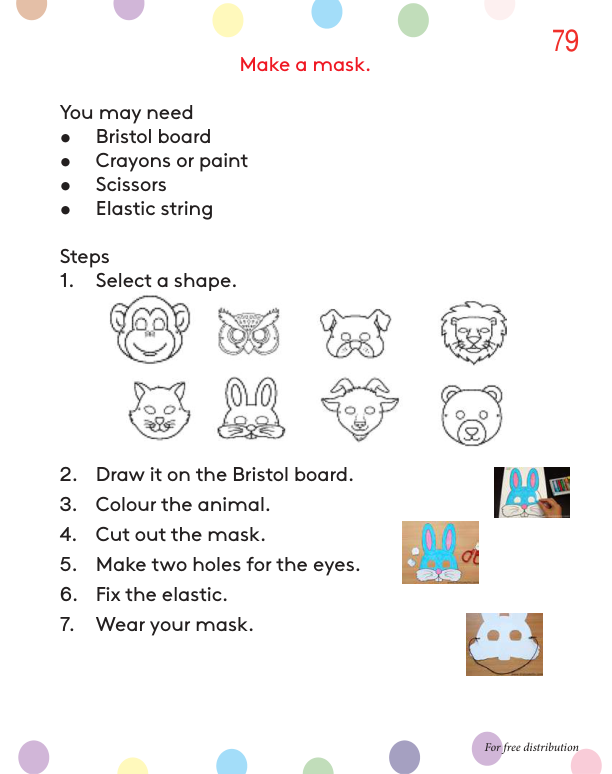 79
Make a mask.
You may need
● Bristol board
● Crayons or paint
● Scissors
● Elastic string
Steps
1. Select a shape.
2. Draw it on the Bristol board.
3. Colour the animal.
4. Cut out the mask.
5. Make two holes for the eyes.
6. Fix the elastic.
7. Wear your mask.
For free distribution